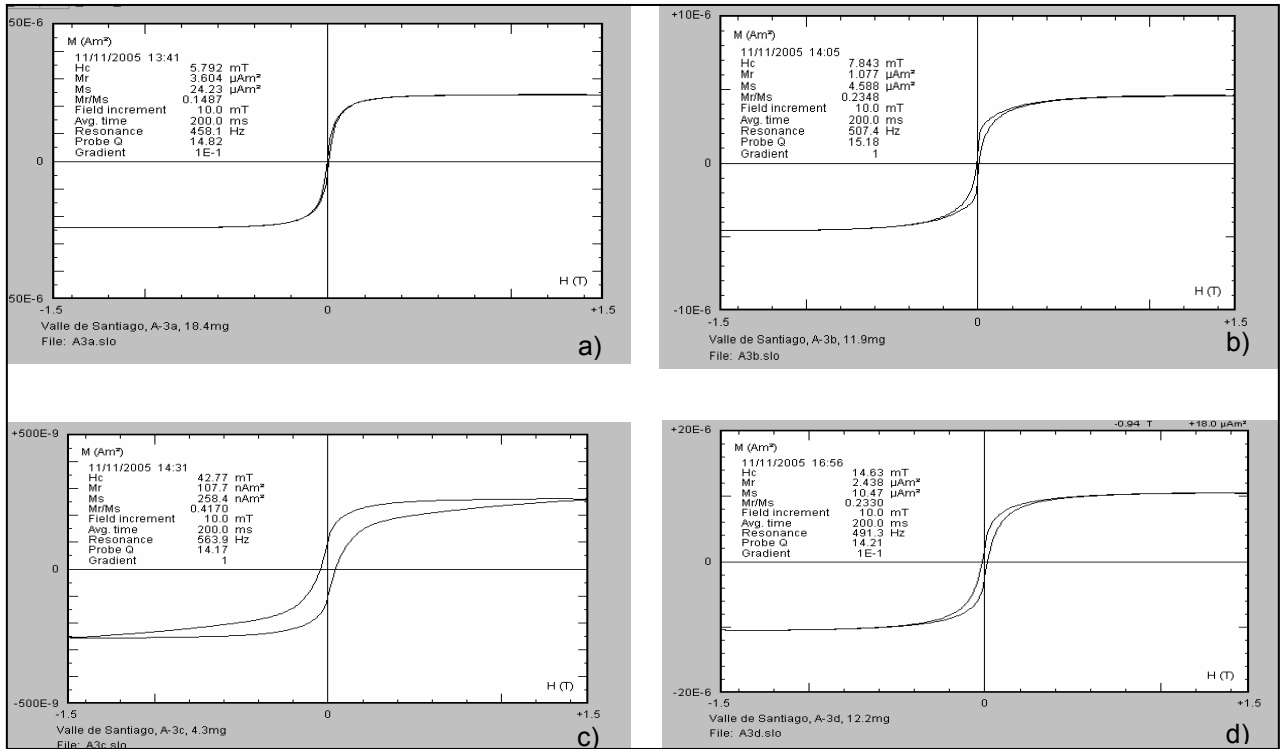 50E-6
M (Am²)
11/11/2005 13:41
Hc 5.792 mT
Mr 3.604 µAm²
Ms 24.23 µAm²
Mr/Ms 0.1487
Field increment 10.0 mT
Avg. time 200.0 ms
Resonance 458.1 Hz
Probe Q 14.82
Gradient 1E-1
0
H (T)
50E-6
-1.5 0 +1.5
Valle de Santiago, A-3a, 18.4mg
File: A3a.slo
a)
+10E-6
M (Am²)
11/11/2005 14:05
Hc 7.843 mT
Mr 1.077 µAm²
Ms 4.588 µAm²
Mr/Ms 0.2348
Field increment 10.0 mT
Avg. time 200.0 ms
Resonance 507.4 Hz
Probe Q 15.18
Gradient 1
0
H (T)
-10E-6
-1.5 0 +1.5
Valle de Santiago, A-3b, 11.9mg
File: A3b.slo
b)
+500E-9
M (Am²)
11/11/2005 14:31
Hc 42.77 mT
Mr 107.7 nAm²
Ms 258.4 nAm²
Mr/Ms 0.4170
Field increment 10.0 mT
Avg. time 200.0 ms
Resonance 563.9 Hz
Probe Q 14.17
Gradient 1
0
H (T)
-500E-9
-1.5 0 +1.5
Valle de Santiago, A-3c, 4.3mg
File: A3c.slo
c)
-0.94 T +18.0 µAm²
+20E-6
M (Am²)
11/11/2005 16:56
Hc 14.63 mT
Mr 2.438 µAm²
Ms 10.47 µAm²
Mr/Ms 0.2330
Field increment 10.0 mT
Avg. time 200.0 ms
Resonance 491.3 Hz
Probe Q 14.21
Gradient 1E-1
0
H (T)
-20E-6
-1.5 0 +1.5
Valle de Santiago, A-3d, 12.2mg
File: A3d.slo
d)